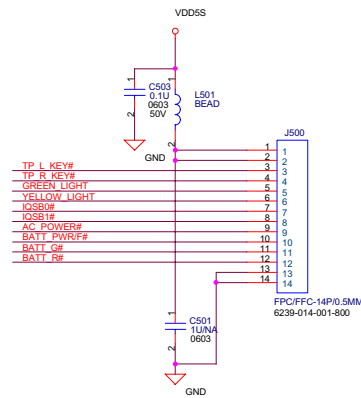 VDD5S
1
C503
0.1U
0603
50V
2
1
L501
BEAD
2
GND
J500
1 1
2 2
TP_L_KEY# 3 3
TP_R_KEY# 4 4
GREEN_LIGHT 5 5
YELLOW_LIGHT 6 6
IQSB0# 7 7
IQSB1# 8 8
AC_POWER# 9 9
BATT_PWR/F# 10 10
BATT_G# 11 11
BATT_R# 12 12
13 13
14 14
FPC/FFC-14P/0.5MM
6239-014-001-800
1
C501
1U/NA
0603
2
GND